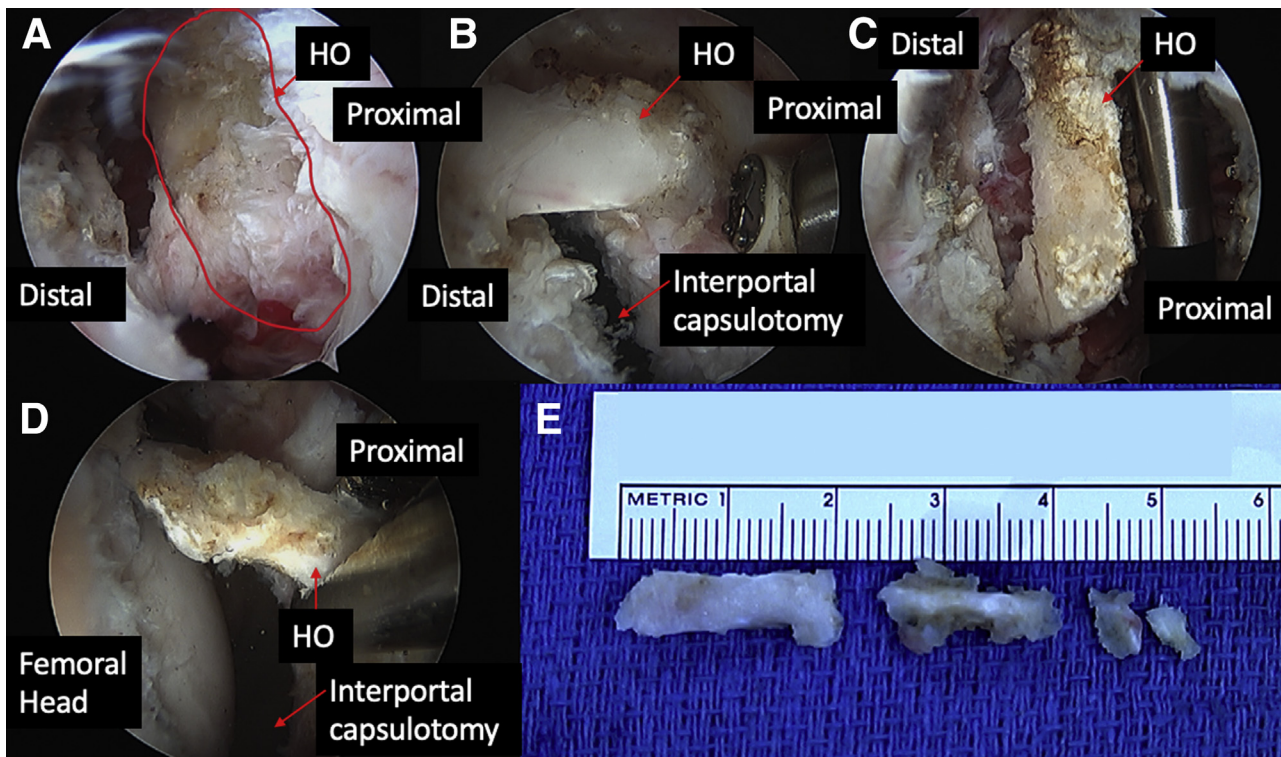 A
HO
Proximal
Distal
B
HO
Proximal
Distal
Interportal
capsulotomy
C
Distal
HO
Proximal
D
Proximal
HO
Femoral
Head
Interportal
capsulotomy
E
METRIC 1 2 3 4 5 6